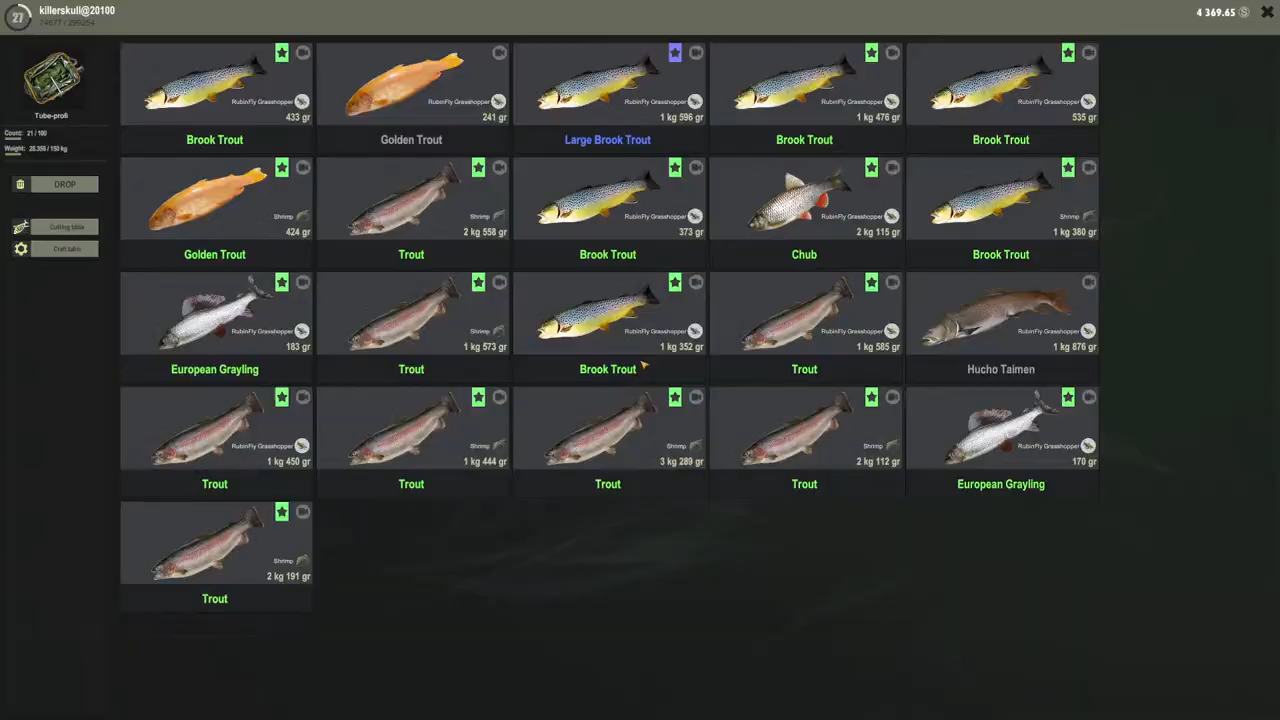 27
killerskull@20100
74677 / 299254
4 369.65
Tube-profi
Count: 21 / 100
Weight: 28.356 / 150 kg
DROP
Cutting table
Craft table
RubinFly Grasshopper
433 gr
Brook Trout
RubinFly Grasshopper
241 gr
Golden Trout
RubinFly Grasshopper
1 kg 596 gr
Large Brook Trout
RubinFly Grasshopper
1 kg 476 gr
Brook Trout
RubinFly Grasshopper
535 gr
Brook Trout
Shrimp
424 gr
Golden Trout
Shrimp
2 kg 558 gr
Trout
RubinFly Grasshopper
373 gr
Brook Trout
RubinFly Grasshopper
2 kg 115 gr
Chub
Shrimp
1 kg 380 gr
Brook Trout
RubinFly Grasshopper
183 gr
European Grayling
Shrimp
1 kg 573 gr
Trout
RubinFly Grasshopper
1 kg 352 gr
Brook Trout
RubinFly Grasshopper
1 kg 585 gr
Trout
RubinFly Grasshopper
1 kg 876 gr
Hucho Taimen
RubinFly Grasshopper
1 kg 450 gr
Trout
Shrimp
1 kg 444 gr
Trout
Shrimp
3 kg 289 gr
Trout
Shrimp
2 kg 112 gr
Trout
RubinFly Grasshopper
170 gr
European Grayling
Shrimp
2 kg 191 gr
Trout